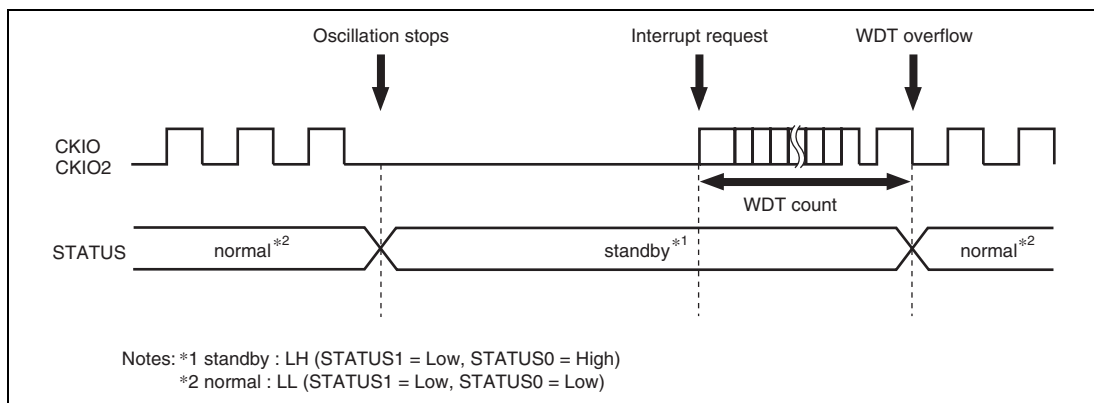 Oscillation stops Interrupt request WDT overflow
CKIO
CKIO2
WDT count
STATUS normal*2 standby*1 normal*2
Notes: *1 standby : LH (STATUS1 = Low, STATUS0 = High)
*2 normal : LL (STATUS1 = Low, STATUS0 = Low)